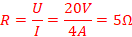 R = U/I = 20V/4A = 5Ω